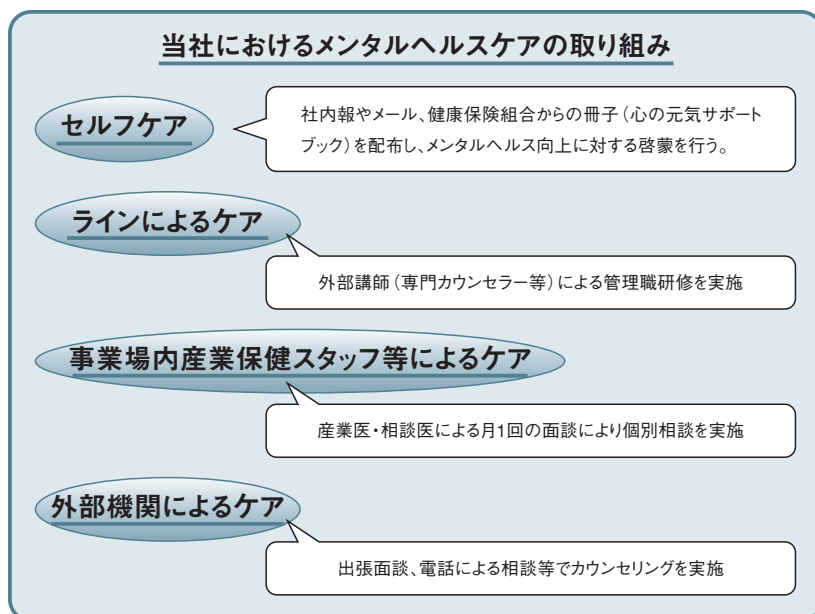 当社におけるメンタルヘルスケアの取り組み
セルフケア
社内報やメール、健康保険組合からの冊子（心の元気サポート
ブック）を配布し、メンタルヘルス向上に対する啓蒙を行う。
ラインによるケア
外部講師（専門カウンセラー等）による管理職研修を実施
事業場内産業保健スタッフ等によるケア
産業医・相談医による月1回の面談により個別相談を実施
外部機関によるケア
出張面談、電話による相談等でカウンセリングを実施